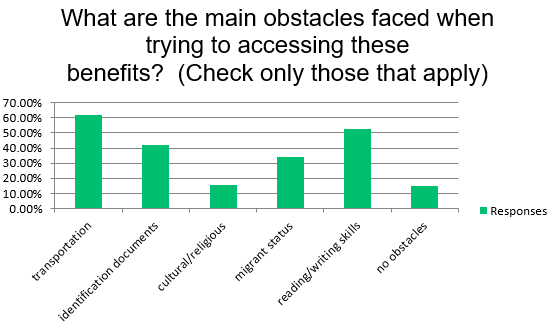 What are the main obstacles faced when
trying to accessing these
benefits?  (Check only those that apply)
70.00%
60.00%
50.00%
40.00%
30.00%
20.00%
10.00%
0.00%
transportation
identification documents
cultural/religious
migrant status
reading/writing skills
no obstacles
Responses